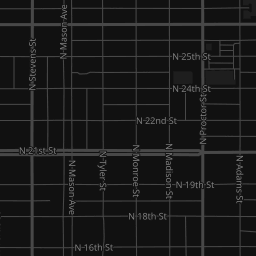 N Mason Ave
N Stevens St
N 25th St
N 24th St
N Proctor St
N 22nd St
N 21st St
N Mason Ave
N Tyler St
N Monroe St
N Madison St
N Adams St
N 19th St
N 18th St
N 16th St